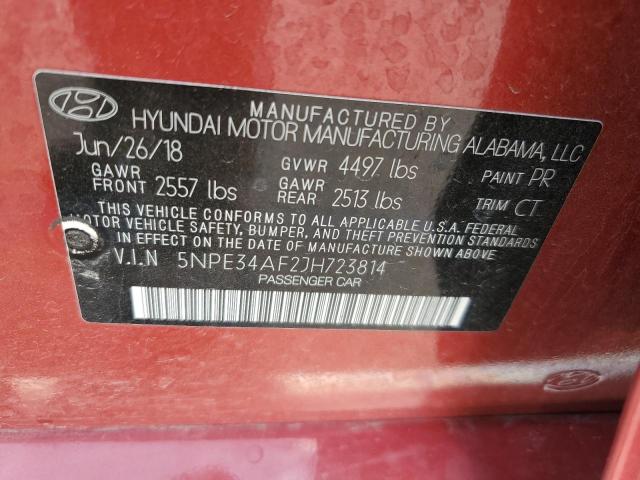 MANUFACTURED BY
HYUNDAI MOTOR MANUFACTURING ALABAMA, LLC
Jun/26/18 GVWR 4497 lbs PAINT PR
GAWR FRONT 2557 lbs GAWR REAR 2513 lbs TRIM CT
THIS VEHICLE CONFORMS TO ALL APPLICABLE U.S.A. FEDERAL
MOTOR VEHICLE SAFETY, BUMPER, AND THEFT PREVENTION STANDARDS
IN EFFECT ON THE DATE OF MANUFACTURE SHOWN ABOVE
V.I.N 5NPE34AF2JH723814
PASSENGER CAR